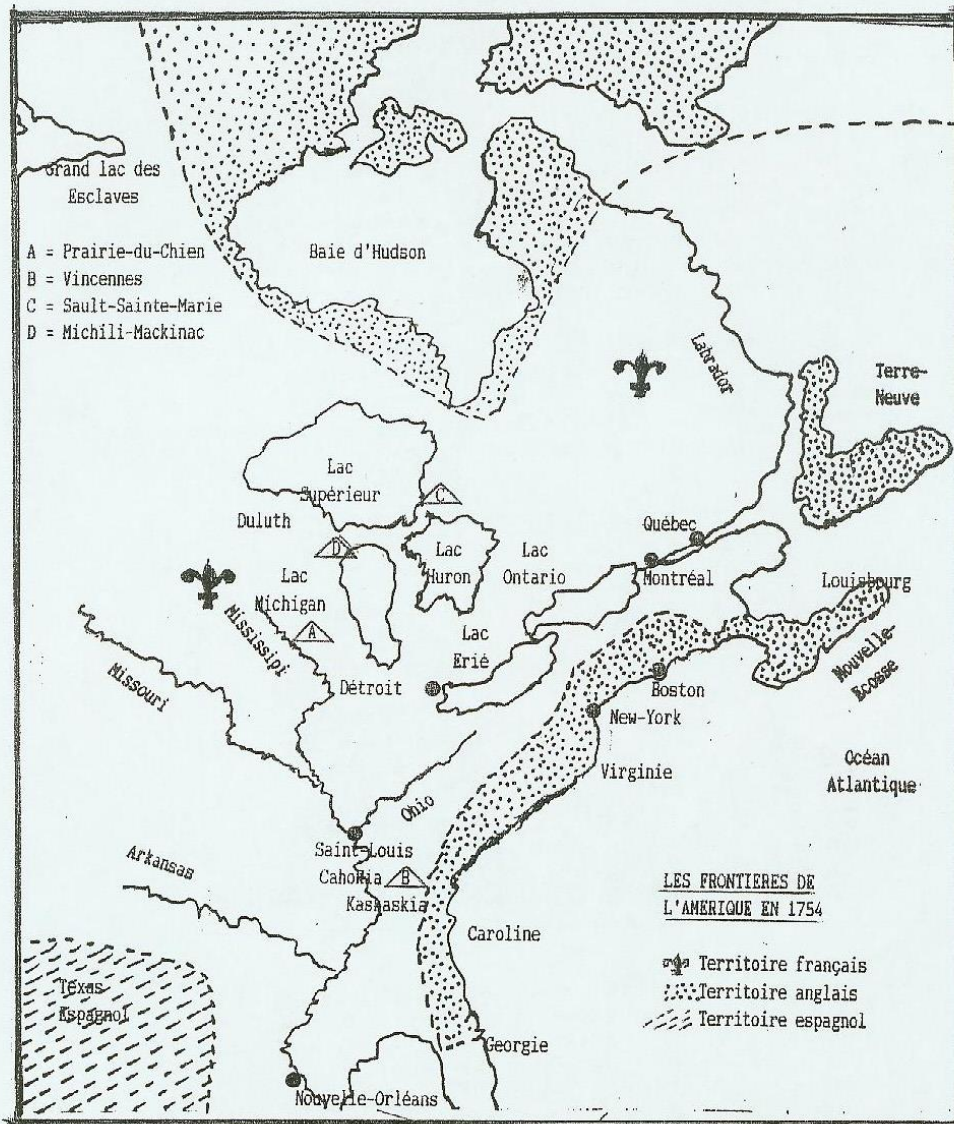 Grand lac des
Esclaves
A = Prairie-du-Chien
B = Vincennes
C = Sault-Sainte-Marie
D = Michili-Mackinac
Baie d'Hudson
Labrador
Terre-
Neuve
Lac
Supérieur
C
Duluth
Québec
D
Lac
Huron
Lac
Ontario
Montréal
Lac
Michigan
Louisbourg
Mississipi
A
Lac
Erié
Nouvelle-
Ecosse
Missouri
Détroit
Boston
New-York
Virginie
Océan
Atlantique
Ohio
Saint-Louis
Arkansas
Cahokia
B
Kaskaskia
LES FRONTIERES DE
L'AMERIQUE EN 1754
Caroline
Territoire français
Territoire anglais
Territoire espagnol
Texas
Espagnol
Georgie
Nouvelle-Orléans